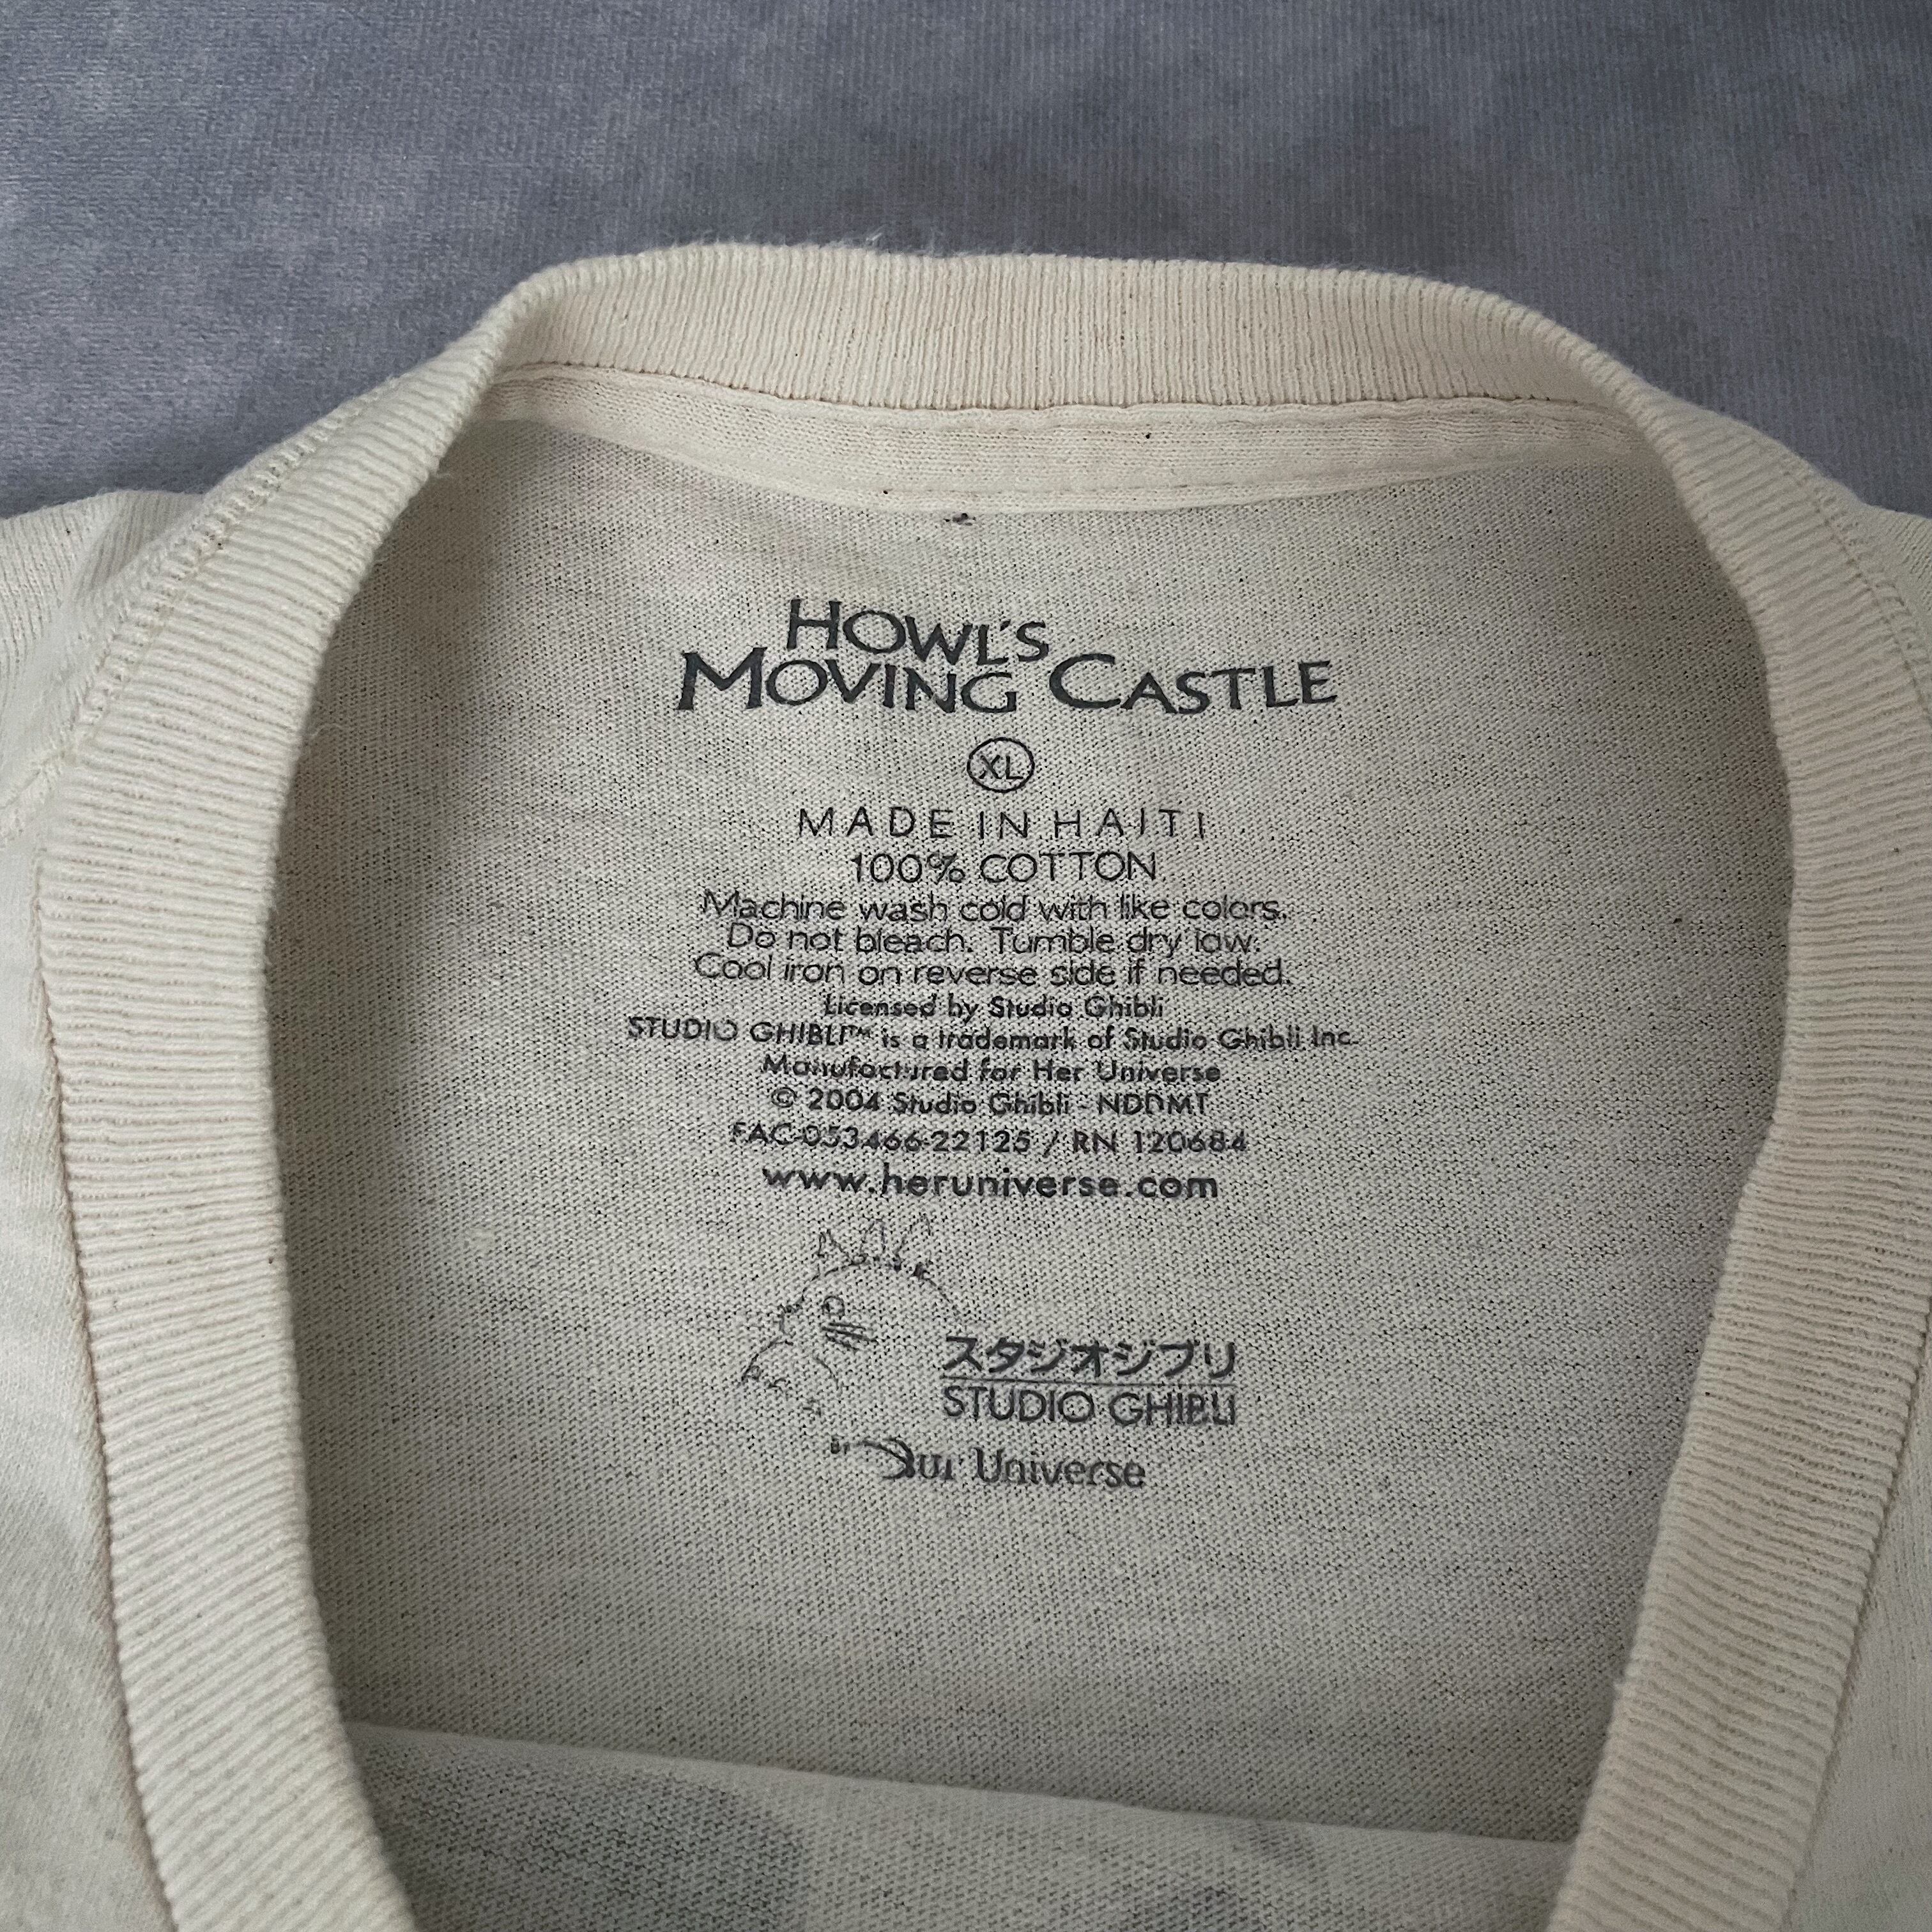 HOWL'S
MOVING CASTLE
XL
MADE IN HAITI
100% COTTON
Machine wash cold with like colors.
Do not bleach. Tumble dry low.
Cool iron on reverse side if needed.
Licensed by Studio Ghibli
STUDIO GHIBLI™ is a trademark of Studio Ghibli Inc.
Manufactured for Her Universe
© 2004 Studio Ghibli - NDDMT
FAC-053466-22125 / RN 120684
www.heruniverse.com
スタジオジブリ
STUDIO GHIBLI
BY Her Universe